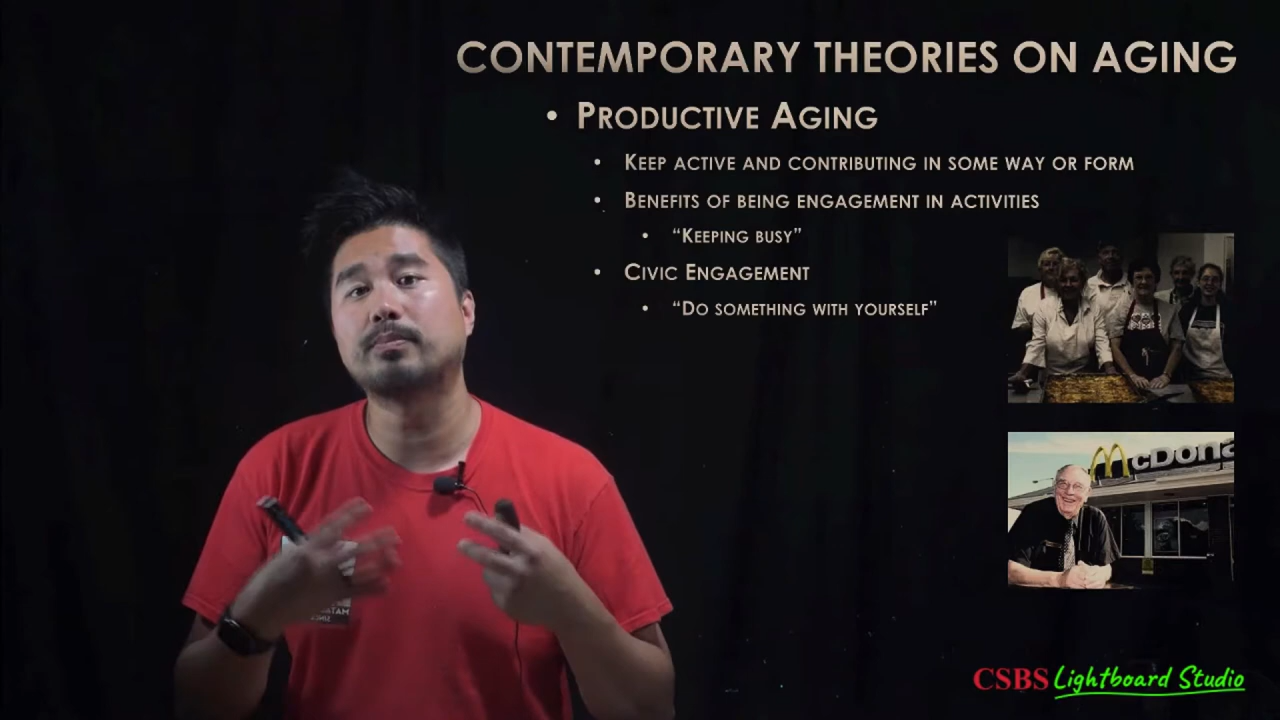 CONTEMPORARY THEORIES ON AGING
• PRODUCTIVE AGING
• KEEP ACTIVE AND CONTRIBUTING IN SOME WAY OR FORM
• BENEFITS OF BEING ENGAGEMENT IN ACTIVITIES
• “KEEPING BUSY”
• CIVIC ENGAGEMENT
• “DO SOMETHING WITH YOURSELF”
McDona
CSBS Lightboard Studio